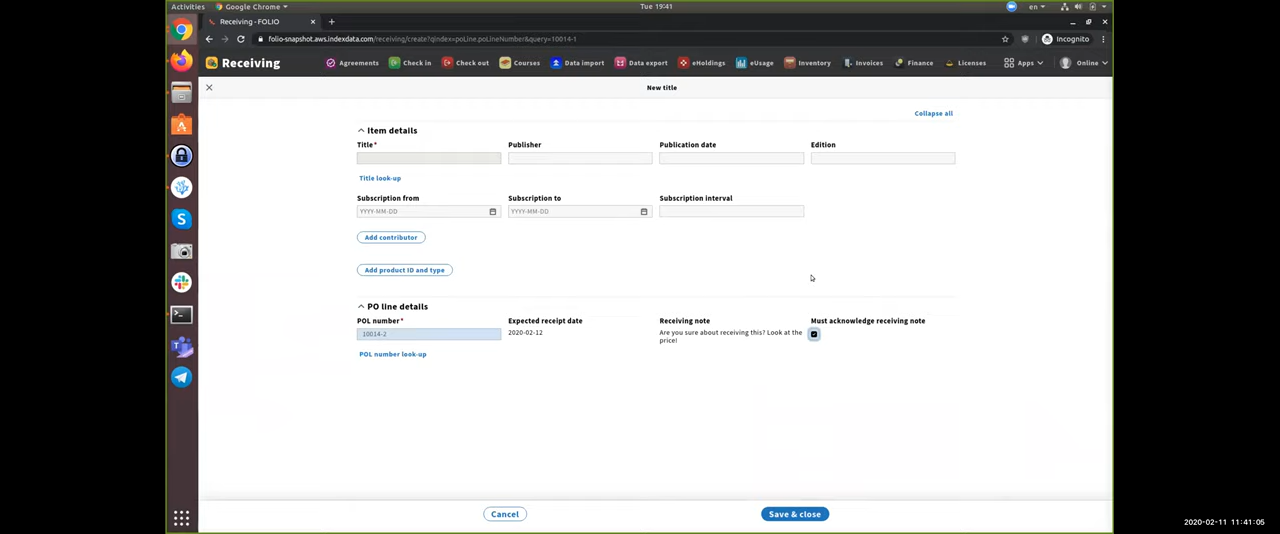 Activities
Google Chrome
Tue 19:41
en
Receiving - FOLIO
folio-snapshot.aws.indexdata.com/receiving/create?qindex=poLine.poLineNumber&query=10014-1
Incognito
Receiving
Agreements
Check in
Check out
Courses
Data import
Data export
eHoldings
eUsage
Inventory
Invoices
Finance
Licenses
Apps
Online
New title
Collapse all
Item details
Title*
Publisher
Publication date
Edition
Title look-up
Subscription from
Subscription to
Subscription interval
YYYY-MM-DD
YYYY-MM-DD
Add contributor
Add product ID and type
PO line details
POL number*
Expected receipt date
Receiving note
Must acknowledge receiving note
10014-2
2020-02-12
Are you sure about receiving this? Look at the
price!
POL number look-up
Cancel
Save & close
2020-02-11 11:41:05